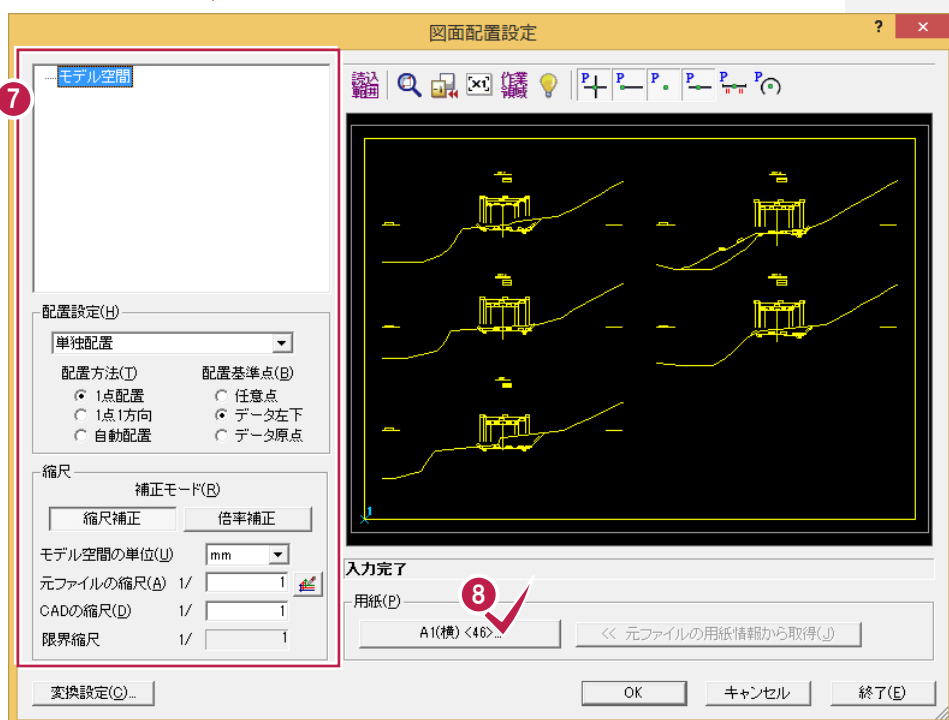 図面配置設定
?
×
7
モデル空間
読込範囲
作業領域
P P P P P P
配置設定(H)
単独配置
配置方法(T)
配置基準点(B)
1点配置
任意点
1点1方向
データ左下
自動配置
データ原点
縮尺
補正モード(R)
縮尺補正
倍率補正
モデル空間の単位(U)
mm
元ファイルの縮尺(A) 1/ 1
CADの縮尺(D) 1/ 1
限界縮尺 1/ 1
1
入力完了
用紙(P)
8
A1(横) <46>...
<< 元ファイルの用紙情報から取得(J)
変換設定(C)...
OK
キャンセル
終了(E)